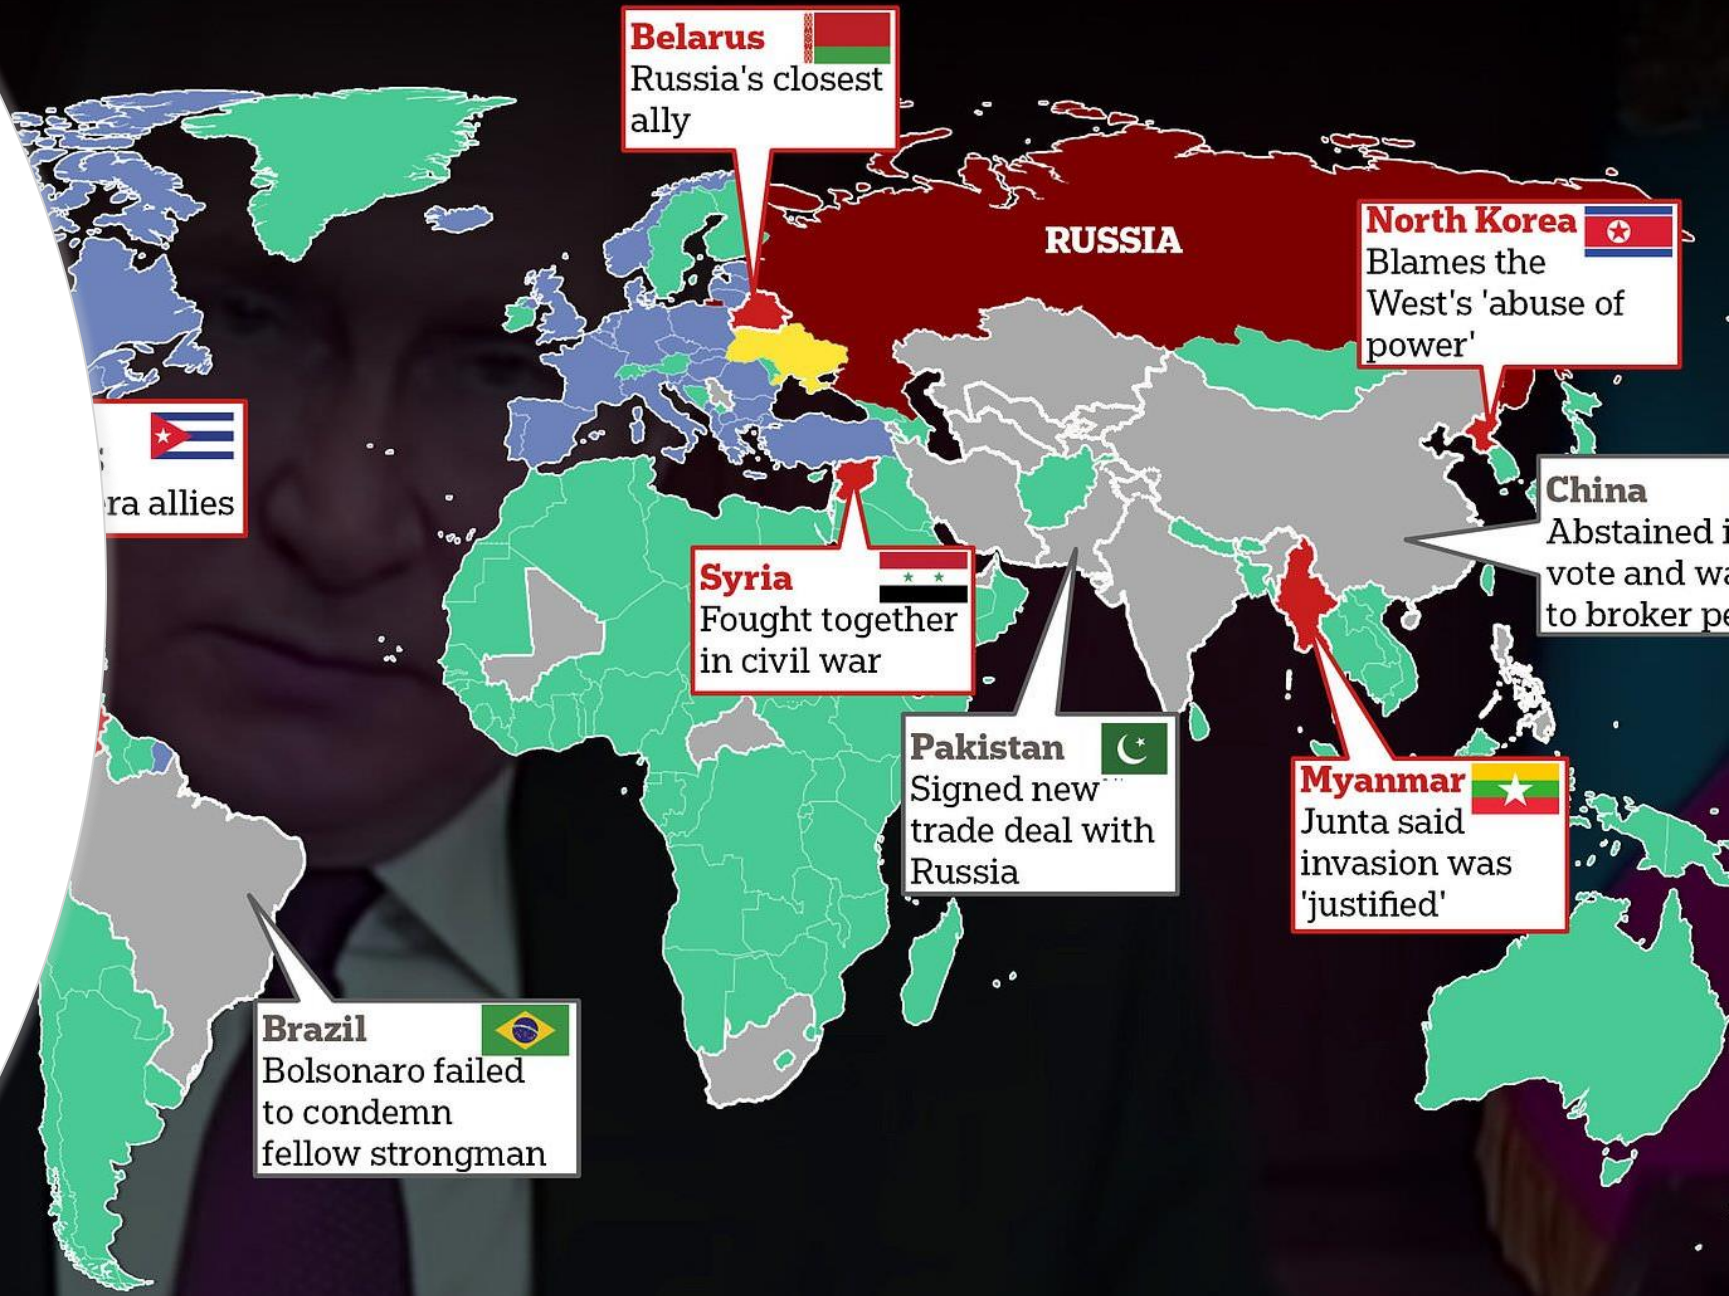 Belarus
Russia's closest
ally
RUSSIA
North Korea
Blames the
West's 'abuse of
power'
ra allies
China
Abstained
vote and
to broker
Syria
Fought together
in civil war
Pakistan
Signed new
trade deal with
Russia
Myanmar
Junta said
invasion was
'justified'
Brazil
Bolsonaro failed
to condemn
fellow strongman